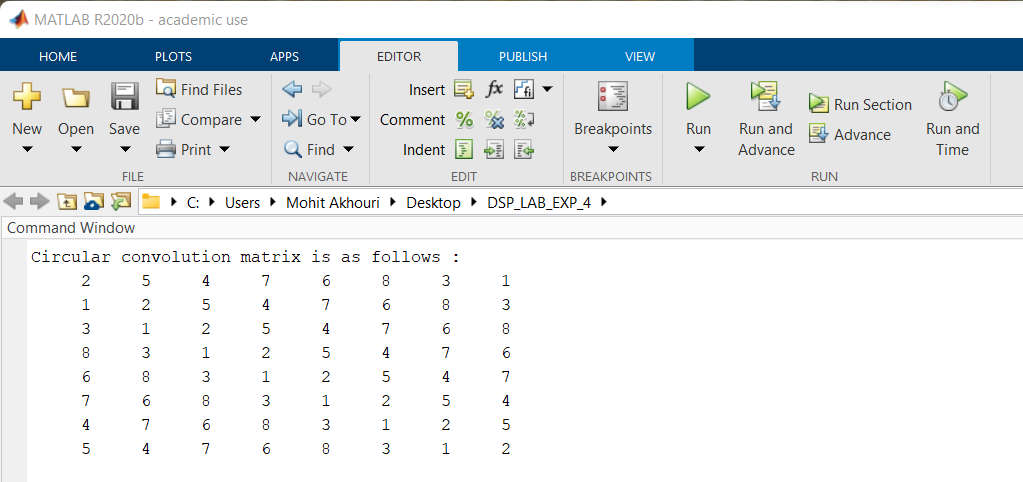 MATLAB R2020b - academic use
HOME PLOTS APPS EDITOR PUBLISH VIEW
New Open Save Find Files Compare Print
FILE
Go To Find
NAVIGATE
Insert fx fi
Comment % % %
Indent
EDIT
Breakpoints
BREAKPOINTS
Run Run and Advance Run Section Advance Run and Time
RUN
C: Users Mohit Akhouri Desktop DSP_LAB_EXP_4
Command Window
Circular convolution matrix is as follows :
2 5 4 7 6 8 3 1
1 2 5 4 7 6 8 3
3 1 2 5 4 7 6 8
8 3 1 2 5 4 7 6
6 8 3 1 2 5 4 7
7 6 8 3 1 2 5 4
4 7 6 8 3 1 2 5
5 4 7 6 8 3 1 2